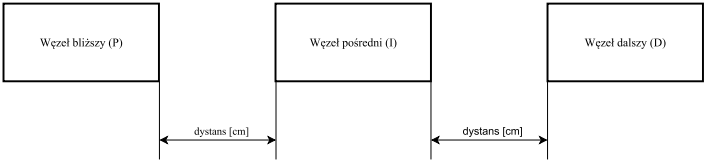 Węzeł bliższy (P)
Węzeł pośredni (I)
Węzeł dalszy (D)
dystans [cm]
dystans [cm]